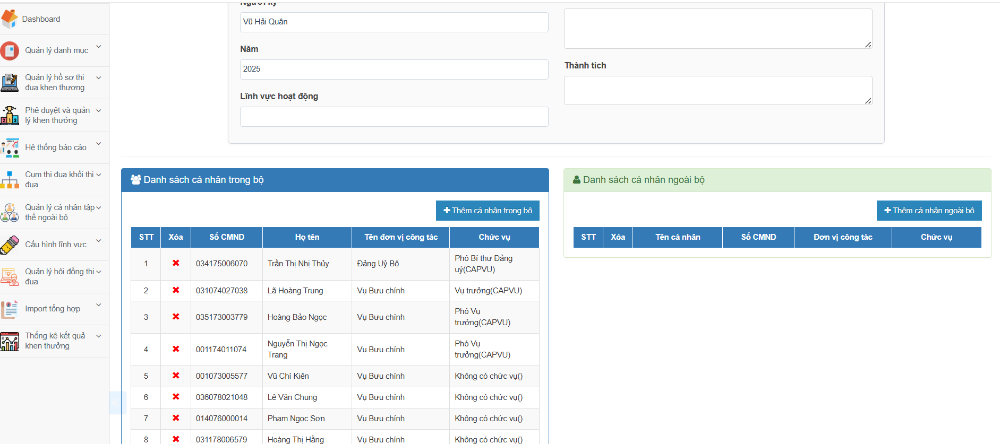 Dashboard
Quản lý danh mục
Quản lý hồ sơ thi
đua khen thương
Phê duyệt và quản
lý khen thưởng
Hệ thống báo cáo
Cụm thi đua khối thi
đua
Quản lý cá nhân tập
thể ngoài bộ
Cấu hình lĩnh vực
Quản lý hội đồng thi
đua
Import tổng hợp
Thống kê kết quả
khen thưởng
Người ký
Vũ Hải Quân
Năm
2025
Lĩnh vực hoạt động
Thành tích
Danh sách cá nhân trong bộ
Thêm cá nhân trong bộ
STT Xóa Số CMND Họ tên Tên đơn vị công tác Chức vụ
1 034175006070 Trần Thị Nhị Thủy Đảng Uỷ Bộ Phó Bí thư Đảng
uỷ(CAPVU)
2 031074027038 Lã Hoàng Trung Vụ Bưu chính Vụ trưởng(CAPVU)
3 035173003779 Hoàng Bảo Ngọc Vụ Bưu chính Phó Vụ
trưởng(CAPVU)
4 001174011074 Nguyễn Thị Ngọc
Trang Vụ Bưu chính Phó Vụ
trưởng(CAPVU)
5 001073005577 Vũ Chí Kiên Vụ Bưu chính Không có chức vụ()
6 036078021048 Lê Văn Chung Vụ Bưu chính Không có chức vụ()
7 014076000014 Phạm Ngọc Sơn Vụ Bưu chính Không có chức vụ()
8 031178006579 Hoàng Thị Hằng Vụ Bưu chính Không có chức vụ()
Danh sách cá nhân ngoài bộ
Thêm cá nhân ngoài bộ
STT Xóa Tên cá nhân Số CMND Đơn vị công tác Chức vụ